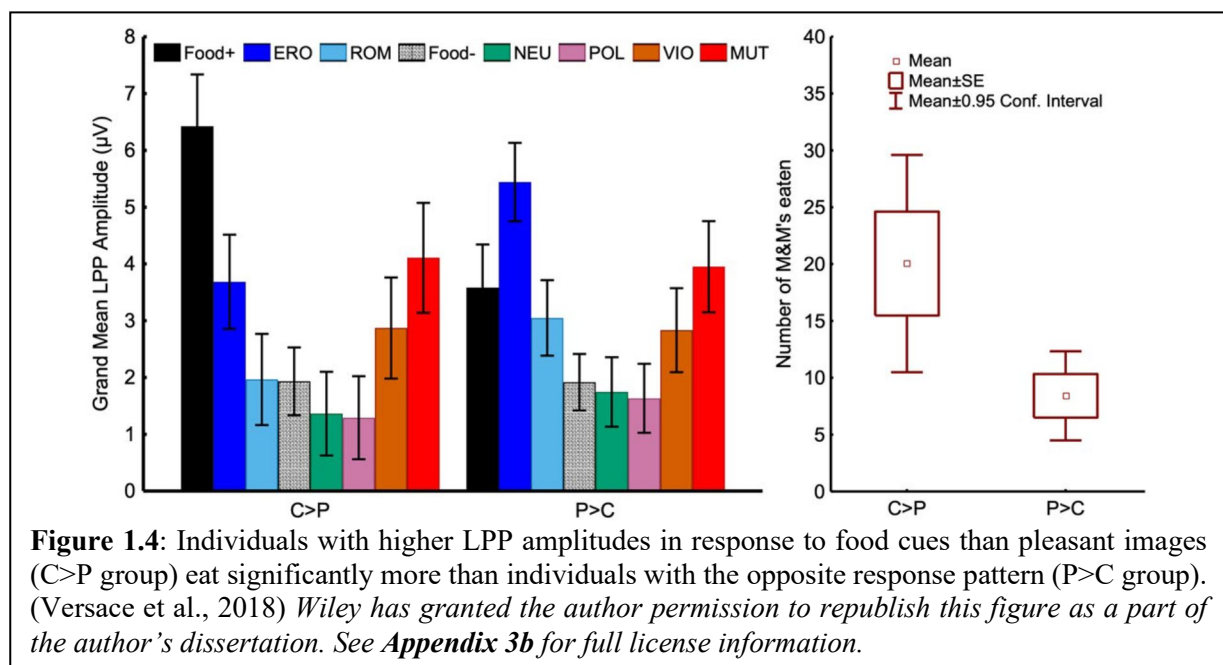 8
7
6
5
4
3
2
1
0
Grand Mean LPP Amplitude (µV)
Food+ ERO ROM Food- NEU POL VIO MUT
C>P P>C
40
35
30
25
20
15
10
5
0
Number of M&M's eaten
Mean
Mean±SE
Mean±0.95 Conf. Interval
C>P P>C
Figure 1.4: Individuals with higher LPP amplitudes in response to food cues than pleasant images
(C>P group) eat significantly more than individuals with the opposite response pattern (P>C group).
(Versace et al., 2018) Wiley has granted the author permission to republish this figure as a part of
the author's dissertation. See Appendix 3b for full license information.